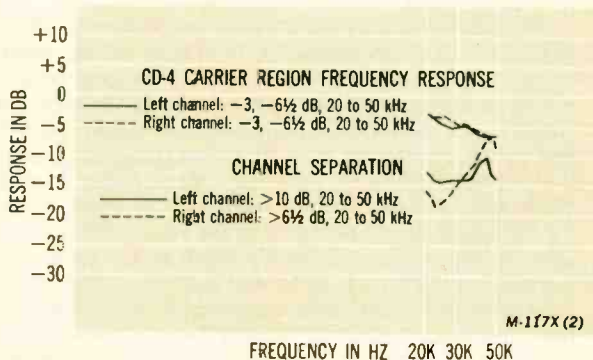 +10
+5
0
−5
−10
−15
−20
−25
−30
RESPONSE IN DB
CD-4 CARRIER REGION FREQUENCY RESPONSE
Left channel: −3, −6½ dB, 20 to 50 kHz
Right channel: −3, −6½ dB, 20 to 50 kHz
CHANNEL SEPARATION
Left channel: >10 dB, 20 to 50 kHz
Right channel: >6½ dB, 20 to 50 kHz
M-117X (2)
FREQUENCY IN HZ 20K 30K 50K